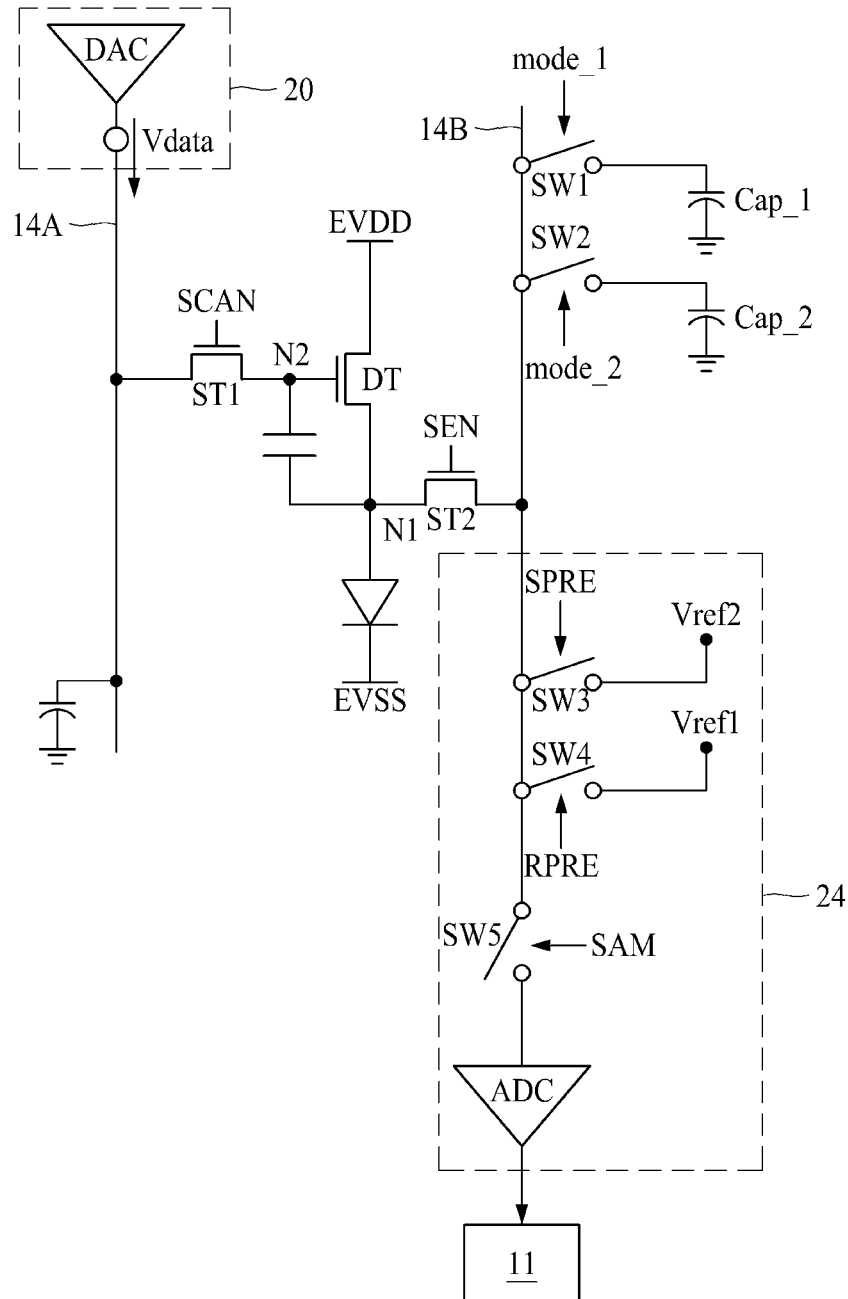 DAC
20
Vdata
14A
mode_1
14B
SW1
Cap_1
SW2
Cap_2
mode_2
EVDD
SCAN
N2
DT
ST1
SEN
N1
ST2
EVSS
SPRE
Vref2
SW3
Vref1
SW4
RPRE
24
SW5
SAM
ADC
11